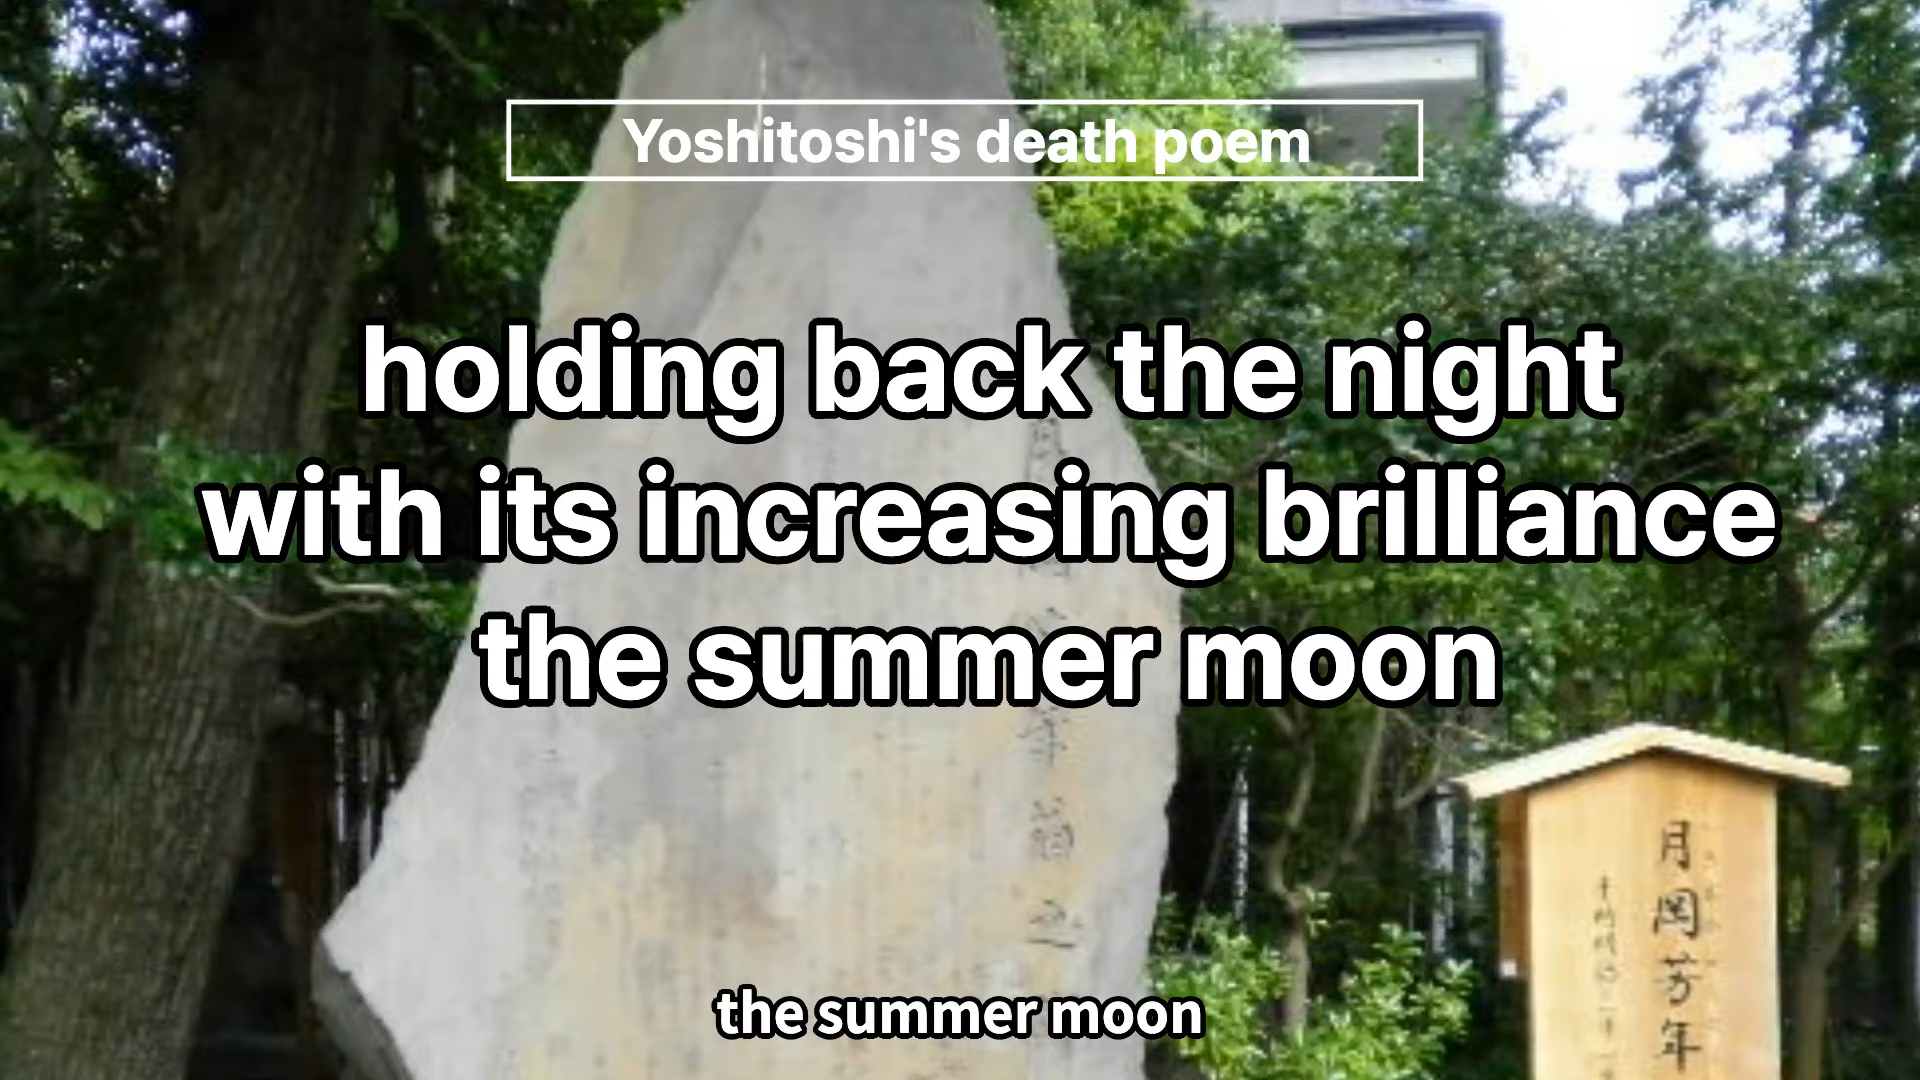 Yoshitoshi's death poem
holding back the night
with its increasing brilliance
the summer moon
月岡芳年
the summer moon